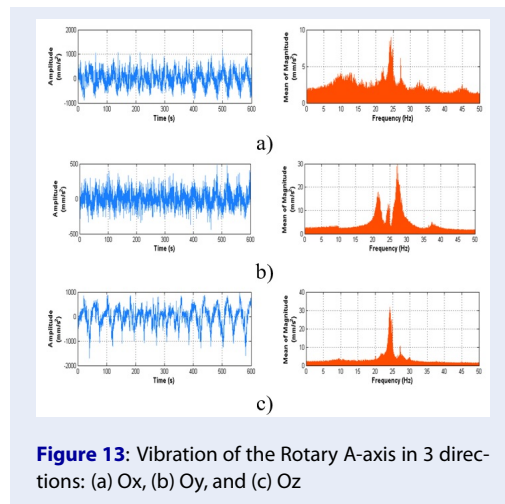 2000
1000
0
-1000
Amplitude
(mm/s²)
0 100 200 300 400 500 600
Time (s)
10
5
0
Mean of Magnitude
(mm/s²)
0 5 10 15 20 25 30 35 40 45 50
Frequency (Hz)
a)
500
0
-500
Amplitude
(mm/s²)
0 100 200 300 400 500 600
Time (s)
30
20
10
0
Mean of Magnitude
(mm/s²)
0 5 10 15 20 25 30 35 40 45 50
Frequency (Hz)
b)
1000
0
-1000
-2000
Amplitude
(mm/s²)
0 100 200 300 400 500 600
Time (s)
40
30
20
10
0
Mean of Magnitude
(mm/s²)
0 5 10 15 20 25 30 35 40 45 50
Frequency (Hz)
c)
Figure 13: Vibration of the Rotary A-axis in 3 direc-
tions: (a) Ox, (b) Oy, and (c) Oz